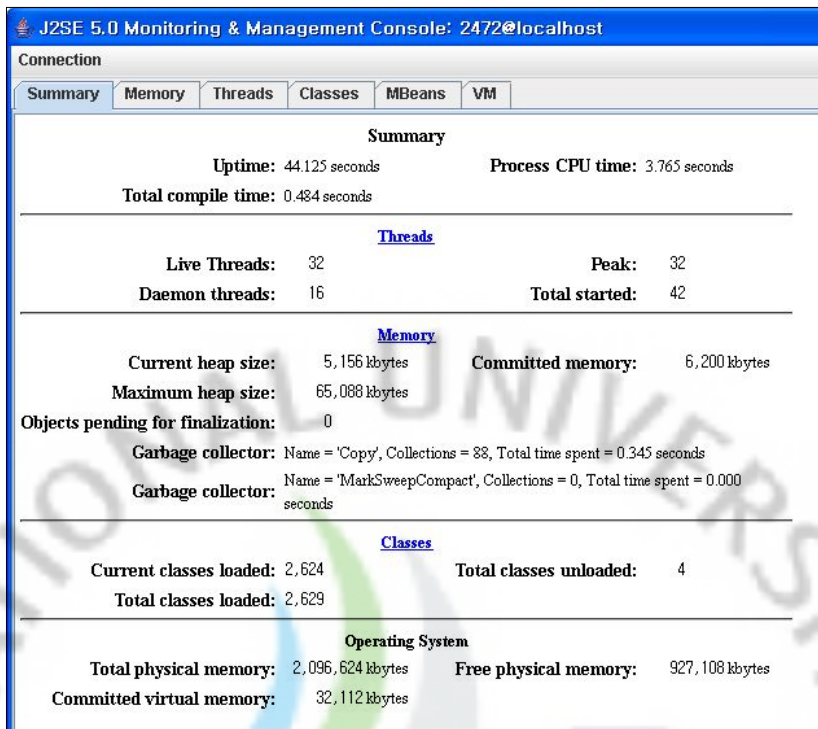 J2SE 5.0 Monitoring & Management Console: 2472@localhost
Connection
Summary Memory Threads Classes MBeans VM
Summary
Uptime: 44.125 seconds Process CPU time: 3.765 seconds
Total compile time: 0.484 seconds
Threads
Live Threads: 32 Peak: 32
Daemon threads: 16 Total started: 42
Memory
Current heap size: 5,156 kbytes Committed memory: 6,200 kbytes
Maximum heap size: 65,088 kbytes
Objects pending for finalization: 0
Garbage collector: Name = 'Copy', Collections = 88, Total time spent = 0.345 seconds
Garbage collector: Name = 'MarkSweepCompact', Collections = 0, Total time spent = 0.000
seconds
Classes
Current classes loaded: 2,624 Total classes unloaded: 4
Total classes loaded: 2,629
Operating System
Total physical memory: 2,096,624 kbytes Free physical memory: 927,108 kbytes
Committed virtual memory: 32,112 kbytes